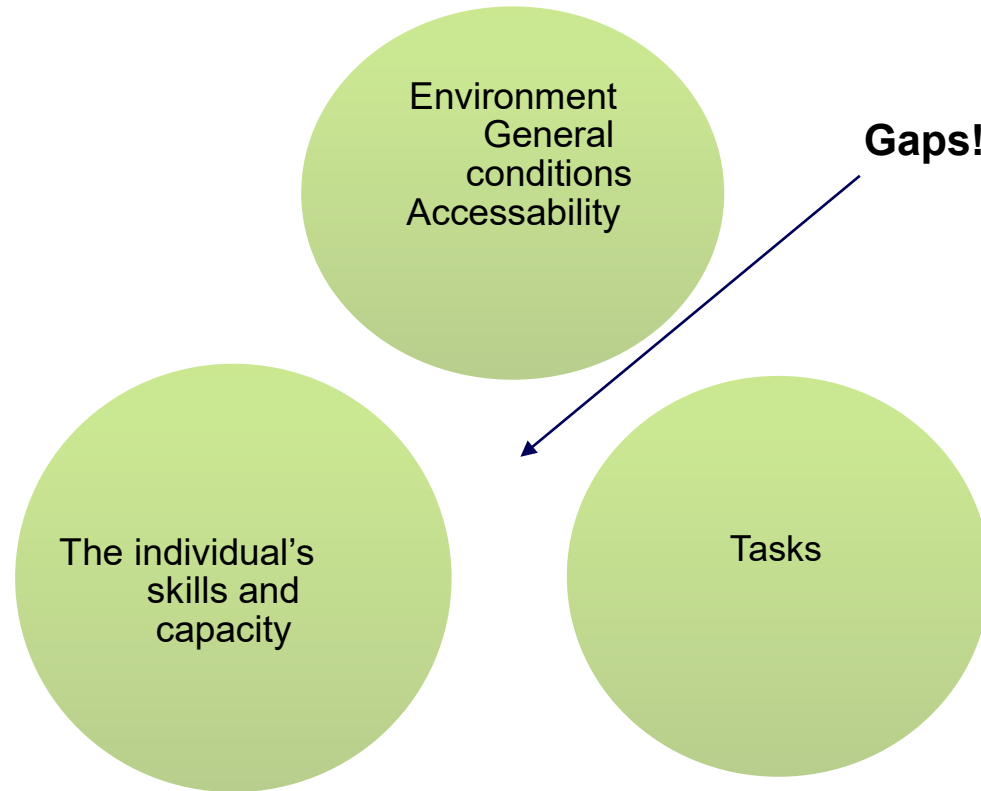 Environment
General
conditions
Accessability
Gaps!
The individual's
skills and
capacity
Tasks